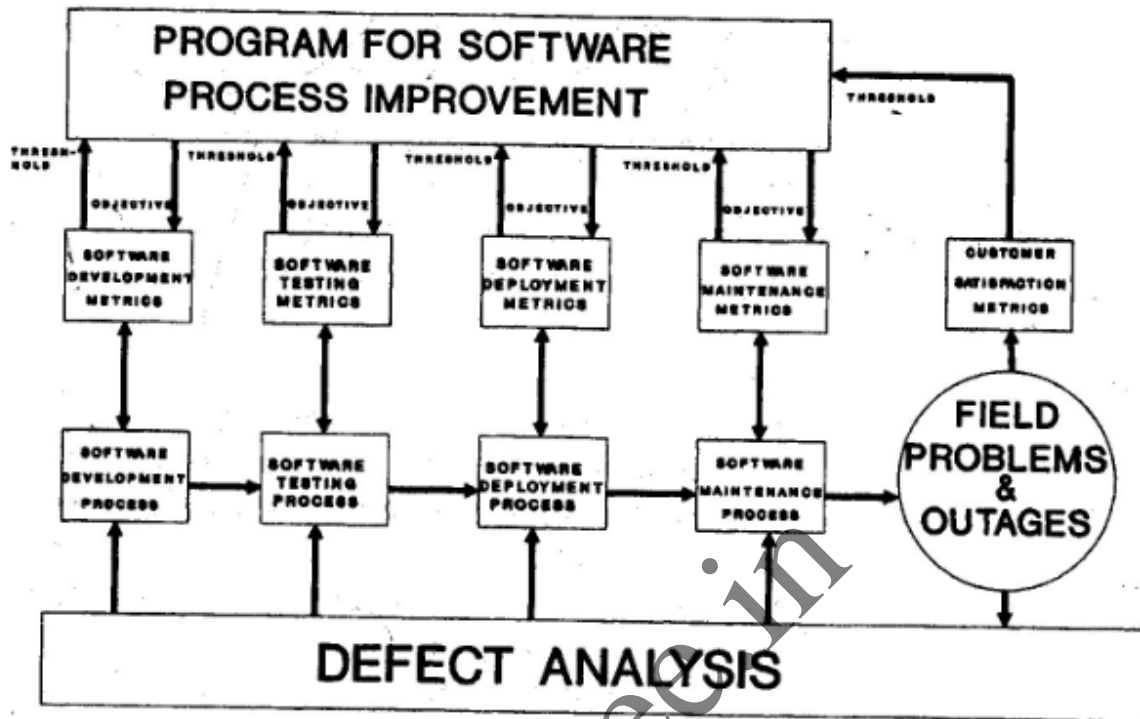 PROGRAM FOR SOFTWARE
PROCESS IMPROVEMENT
THRESHOLD
THRESH-
HOLD
THRESHOLD
THRESHOLD
THRESHOLD
OBJECTIVE
OBJECTIVE
OBJECTIVE
OBJECTIVE
SOFTWARE
DEVELOPMENT
METRICS
SOFTWARE
TESTING
METRICS
SOFTWARE
DEPLOYMENT
METRICS
SOFTWARE
MAINTENANCE
METRICS
CUSTOMER
SATISFACTION
METRICS
SOFTWARE
DEVELOPMENT
PROCESS
SOFTWARE
TESTING
PROCESS
SOFTWARE
DEPLOYMENT
PROCESS
SOFTWARE
MAINTENANCE
PROCESS
FIELD
PROBLEMS
&
OUTAGES
DEFECT ANALYSIS